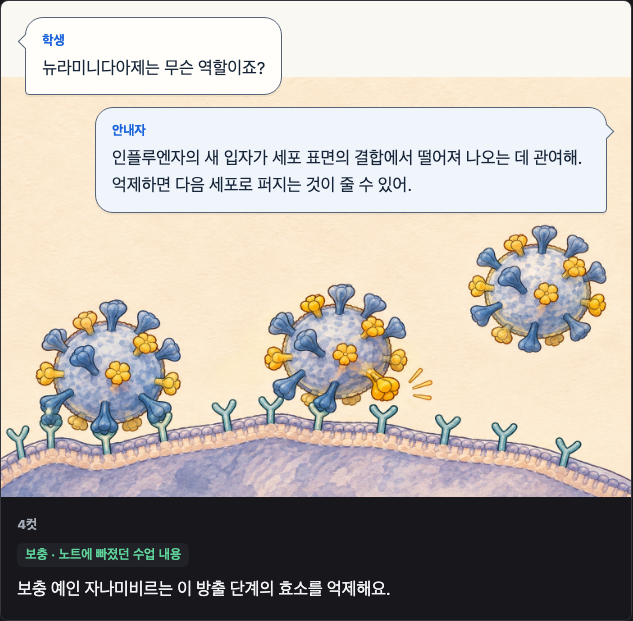 학생
뉴라미니다아제는 무슨 역할이죠?
안내자
인플루엔자의 새 입자가 세포 표면의 결합에서 떨어져 나오는 데 관여해.
억제하면 다음 세포로 퍼지는 것이 줄 수 있어.
4컷
보충 · 노트에 빠졌던 수업 내용
보충 예인 자나미비르는 이 방출 단계의 효소를 억제해요.